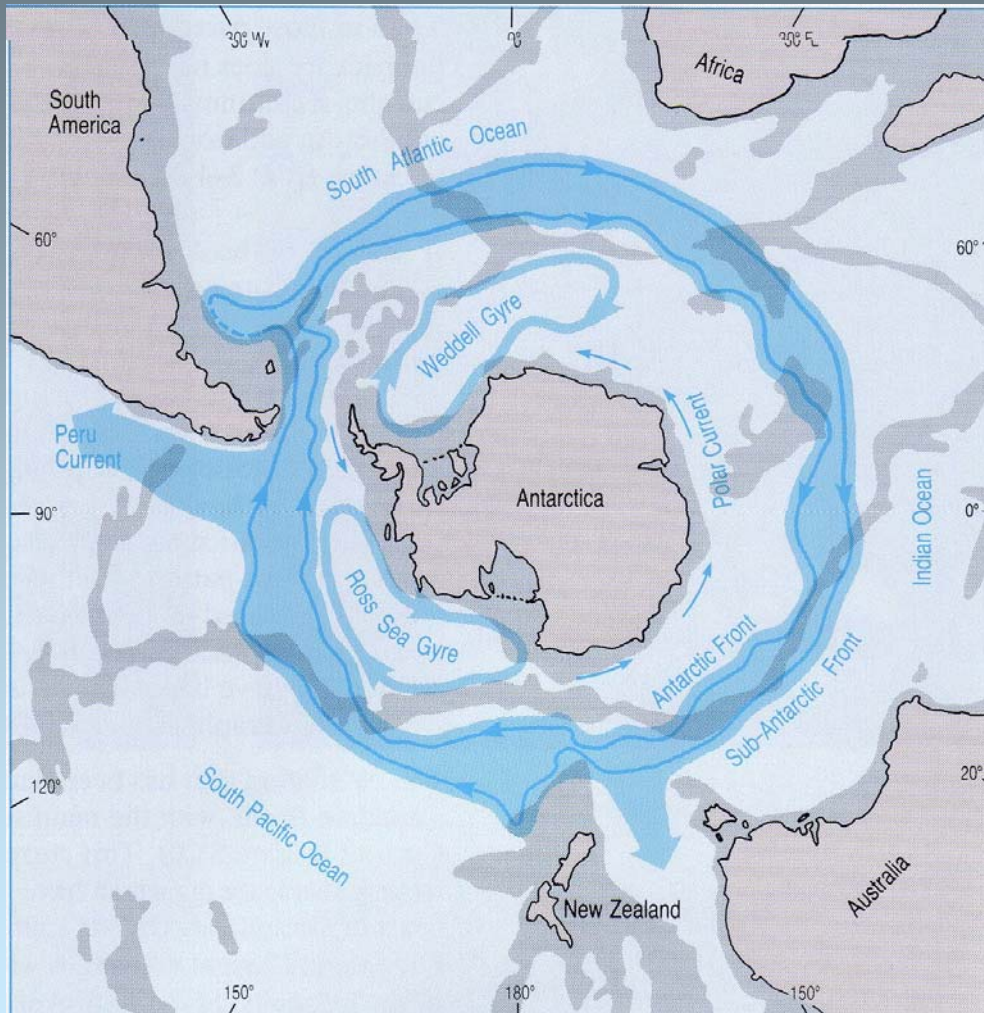 30°W
0°
South
America
Africa
South Atlantic Ocean
60°
60°
Weddell Gyre
Peru
Current
Polar Current
Antarctica
90°
0°
Indian Ocean
Ross Sea Gyre
Antarctic Front
Sub-Antarctic Front
120°
20°
South Pacific Ocean
New Zealand
Australia
150°
180°
150°